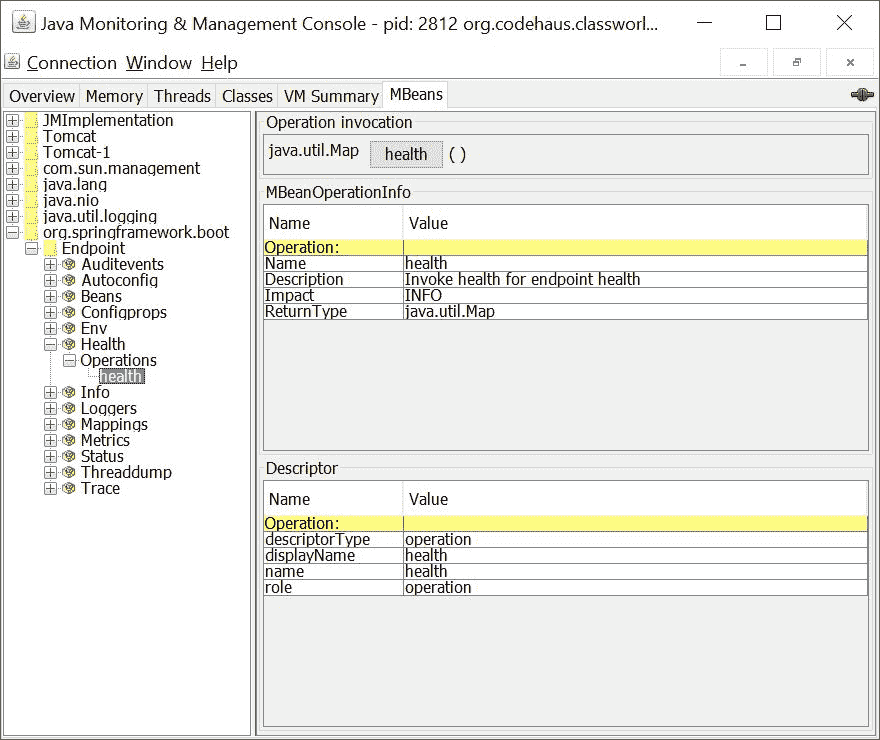 Java Monitoring & Management Console - pid: 2812 org.codehaus.classworl...
Connection Window Help
Overview Memory Threads Classes VM Summary MBeans
JMImplementation
Tomcat
Tomcat-1
com.sun.management
java.lang
java.nio
java.util.logging
org.springframework.boot
Endpoint
Auditevents
Autoconfig
Beans
Configprops
Env
Health
Operations
health
Info
Loggers
Mappings
Metrics
Status
Threaddump
Trace
Operation invocation
java.util.Map health ( )
MBeanOperationInfo
Name Value
Operation:
Name health
Description Invoke health for endpoint health
Impact INFO
ReturnType java.util.Map
Descriptor
Name Value
Operation:
descriptorType operation
displayName health
name health
role operation